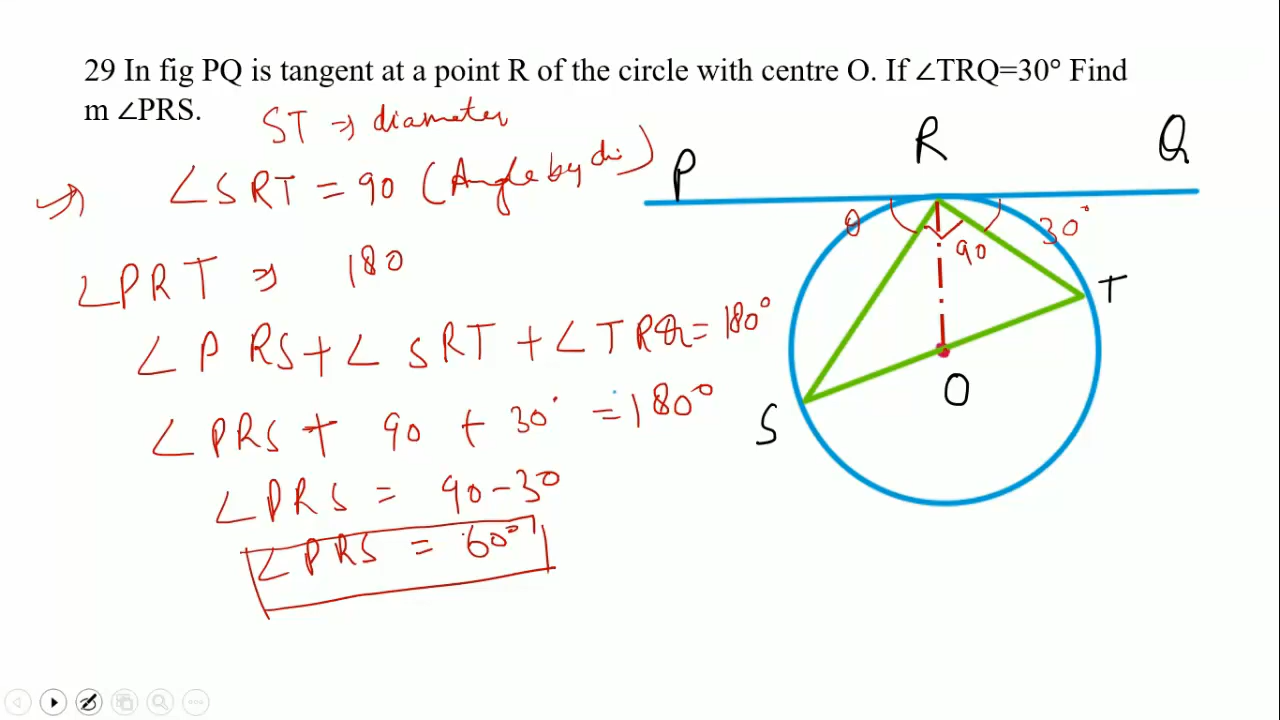 29 In fig PQ is tangent at a point R of the circle with centre O. If ∠TRQ=30° Find
m ∠PRS.
ST ⇒ diameter
∠SRT = 90 (Angle by di)
∠PRT ⇒ 180
∠PRS + ∠SRT + ∠TRQ = 180°
∠PRS + 90 + 30° = 180°
∠PRS = 90-30
∠PRS = 60°
P
R
Q
θ
90
30°
T
O
S